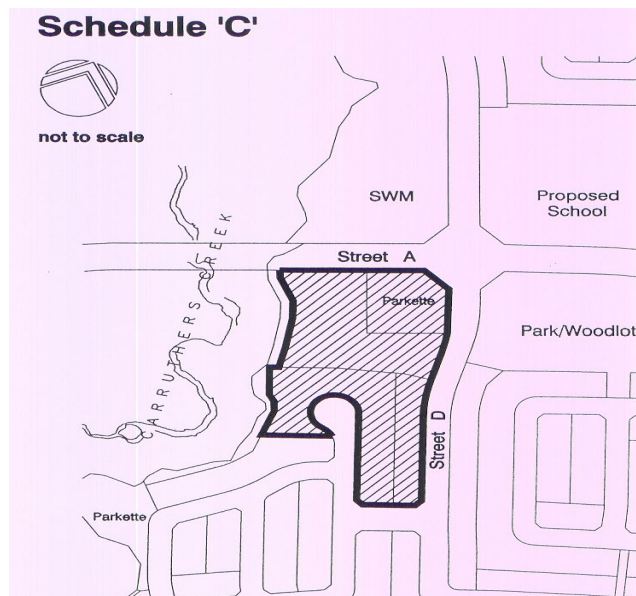 Schedule 'C'
not to scale
SWM
Proposed
School
CARRUTHERS CREEK
Street A
Parkette
Park/Woodlot
Street D
Parkette